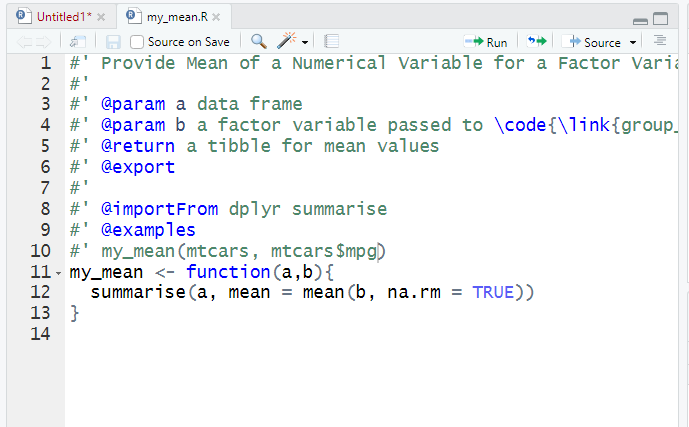 Untitled1* my_mean.R
Source on Save Run Source
1 #' Provide Mean of a Numerical Variable for a Factor
2 #'
3 #' @param a data frame
4 #' @param b a factor variable passed to \code{\link{group_
5 #' @return a tibble for mean values
6 #' @export
7 #'
8 #' @importFrom dplyr summarise
9 #' @examples
10 #' my_mean(mtcars, mtcars$mpg)
11 my_mean <- function(a,b){
12 summarise(a, mean = mean(b, na.rm = TRUE))
13 }
14